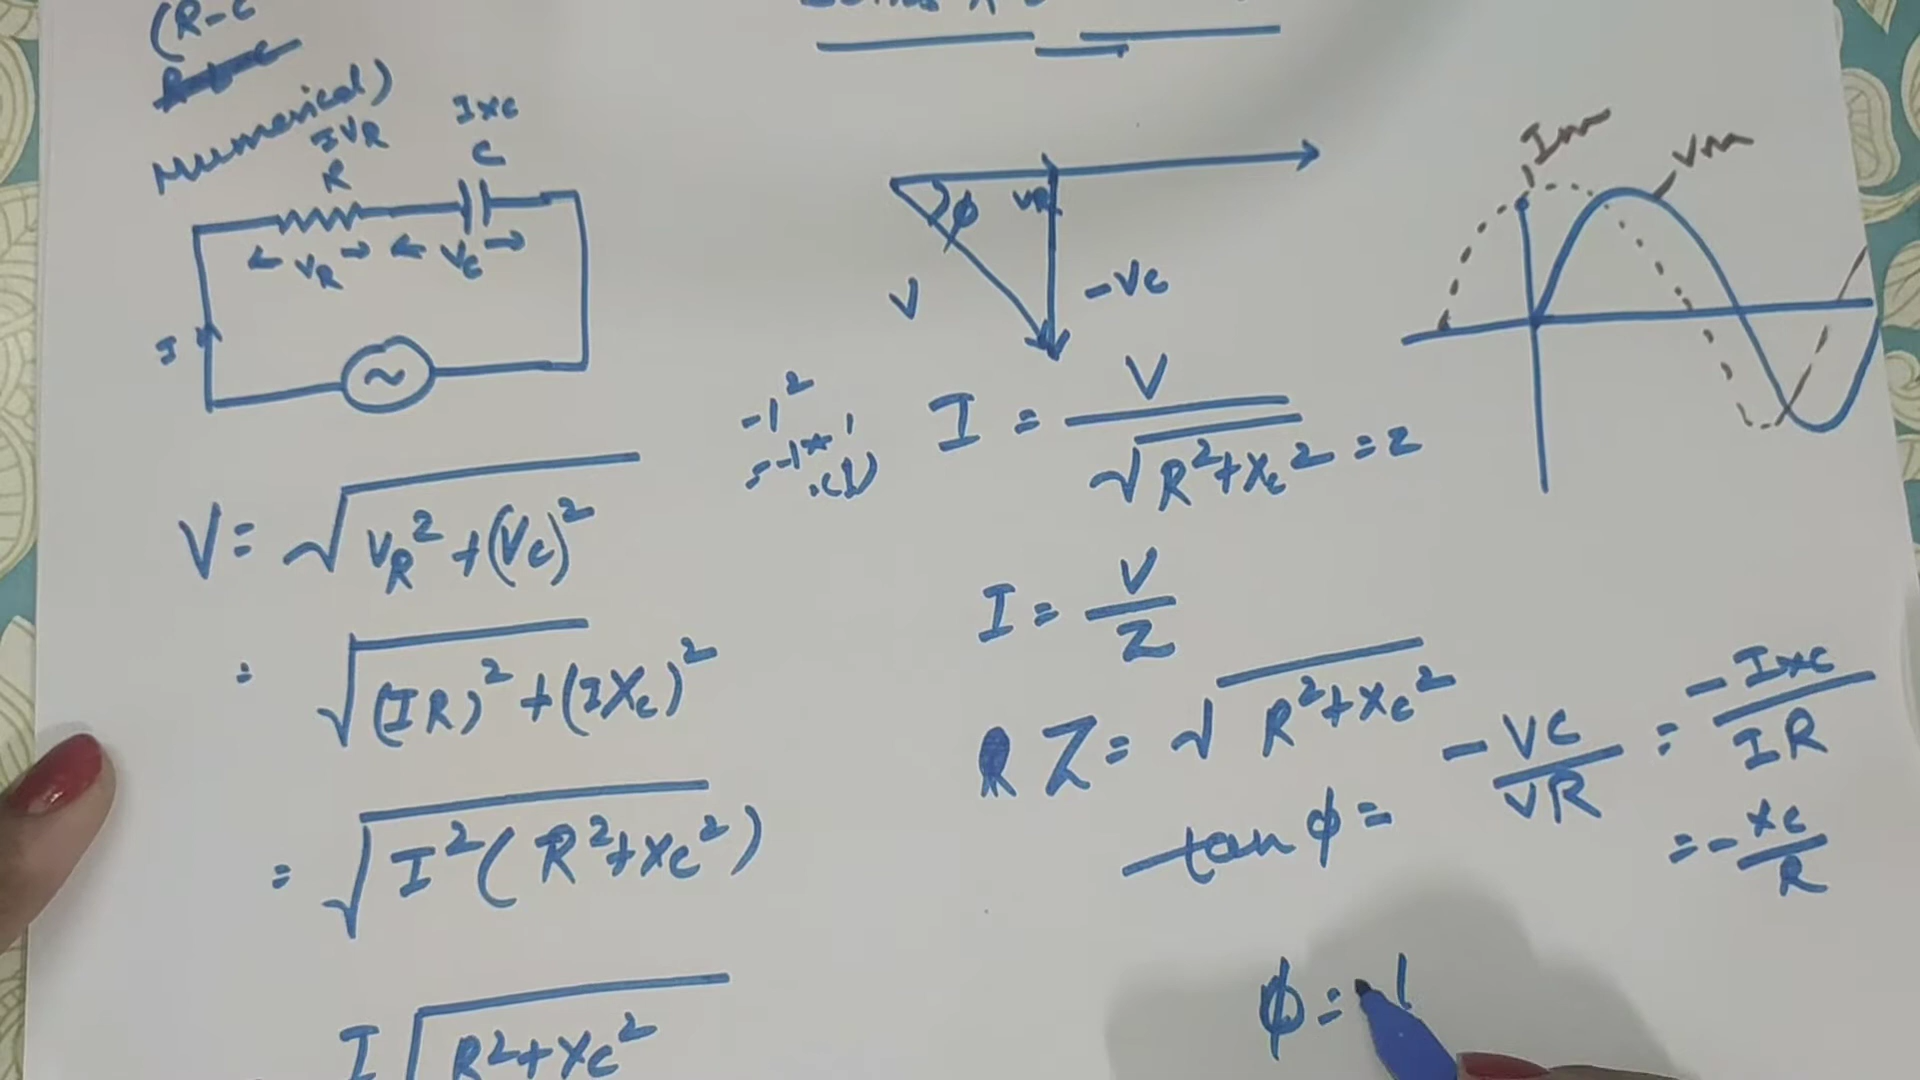 (R-C
Numerical)
IVR
IXC
R
C
VR
VC
I
φ
VR
V
-VC
Im
Vm
-1²
I = V / √R²+Xc² = Z
V = √VR² + (VC)²
= √(IR)² + (IXc)²
= √I² (R²+Xc²)
I √R²+Xc²
I = V / Z
Z = √R²+Xc²
tan φ = -VC / VR = -IXC / IR
= -XC / R
φ =